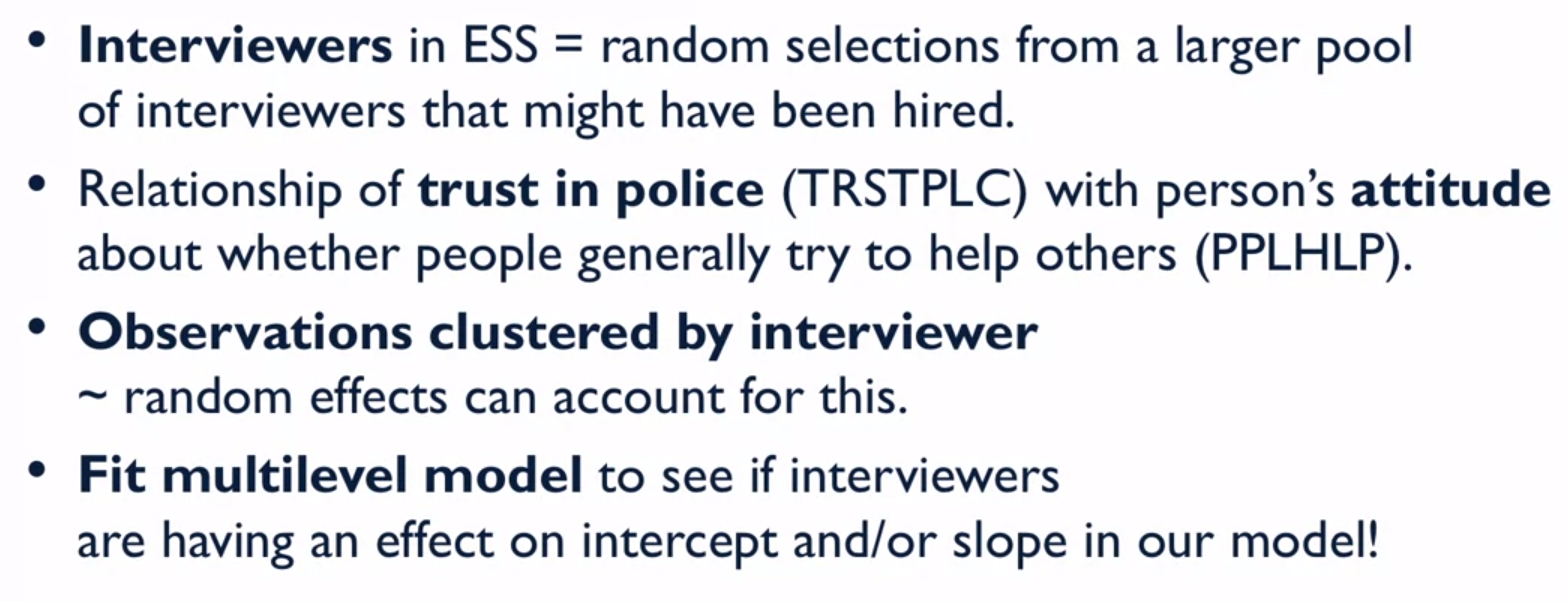 • Interviewers in ESS = random selections from a larger pool
of interviewers that might have been hired.
• Relationship of trust in police (TRSTPLC) with person’s attitude
about whether people generally try to help others (PPLHLP).
• Observations clustered by interviewer
~ random effects can account for this.
• Fit multilevel model to see if interviewers
are having an effect on intercept and/or slope in our model!